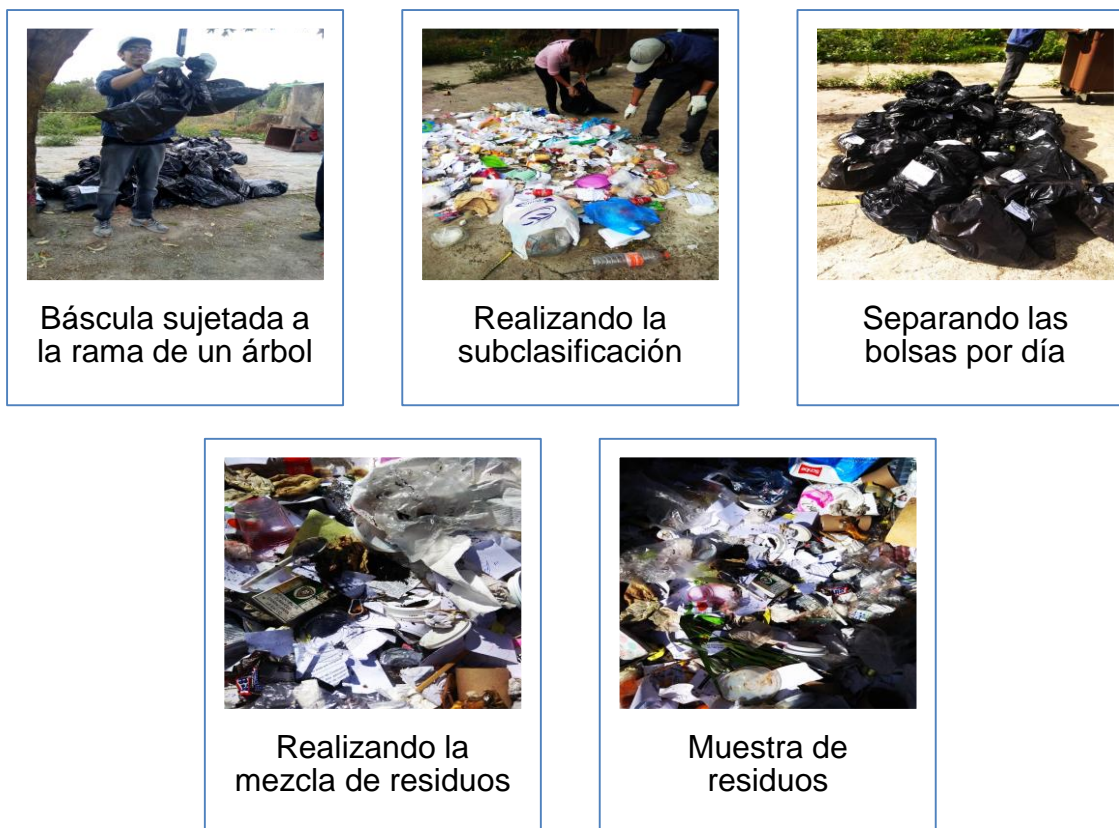 Báscula sujetada a
la rama de un árbol
Realizando la
subclasificación
Separando las
bolsas por día
Realizando la
mezcla de residuos
Muestra de
residuos